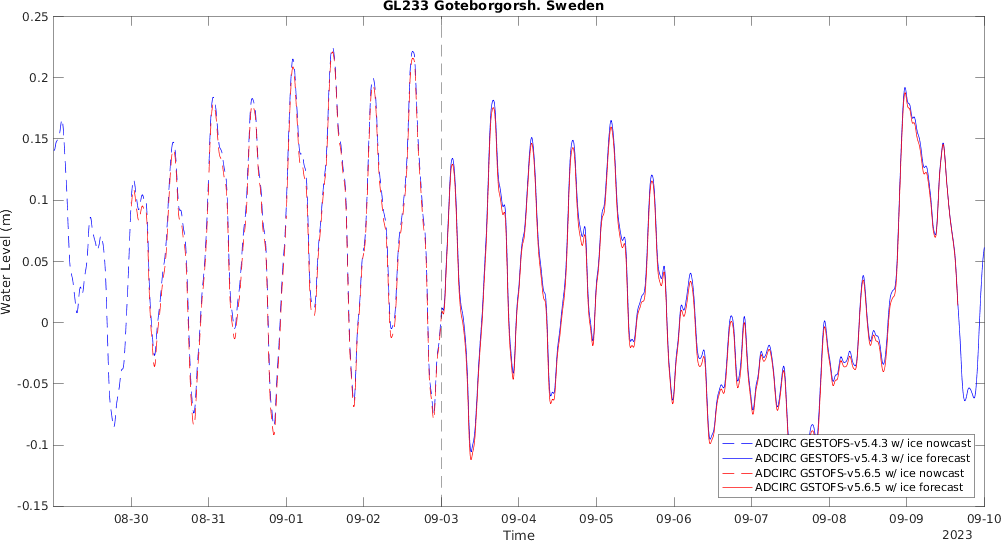 GL233 Goteborgorsh. Sweden
Water Level (m)
0.25
0.2
0.15
0.1
0.05
0
-0.05
-0.1
-0.15
08-30 08-31 09-01 09-02 09-03 09-04 09-05 09-06 09-07 09-08 09-09 09-10
2023
Time
ADCIRC GESTOFS-v5.4.3 w/ ice nowcast
ADCIRC GESTOFS-v5.4.3 w/ ice forecast
ADCIRC GSTOFS-v5.6.5 w/ ice nowcast
ADCIRC GSTOFS-v5.6.5 w/ ice forecast